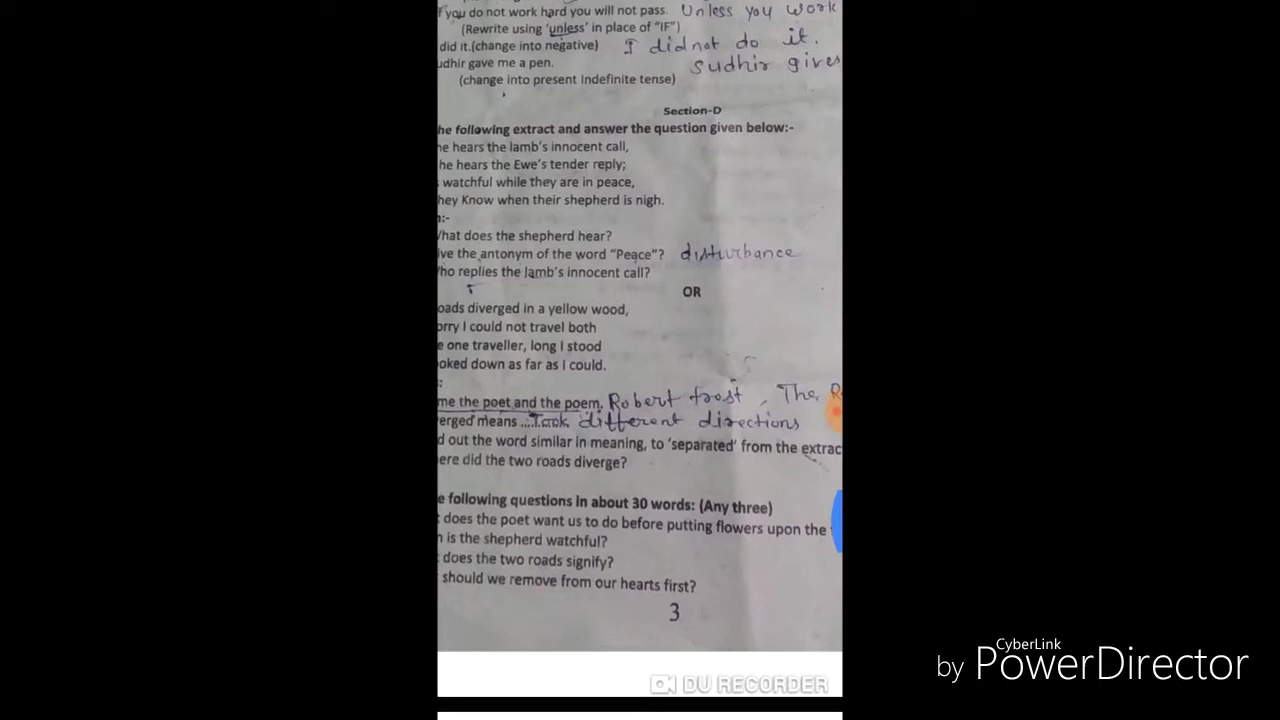 f you do not work hard you will not pass. Unless you work
(Rewrite using 'unless' in place of "IF")
did it.(change into negative) I did not do it.
udhir gave me a pen. Sudhir gives
(change into present Indefinite tense)
Section-D
he following extract and answer the question given below:-
he hears the lamb's innocent call,
he hears the Ewe's tender reply;
watchful while they are in peace,
hey Know when their shepherd is nigh.
:-
What does the shepherd hear?
ive the antonym of the word "Peace"? disturbance
Who replies the lamb's innocent call?
OR
oads diverged in a yellow wood,
orry I could not travel both
e one traveller, long I stood
ooked down as far as I could.
:
me the poet and the poem. Robert frost, The R
verged means ....Took different directions
d out the word similar in meaning, to 'separated' from the extrac
ere did the two roads diverge?
e following questions in about 30 words: (Any three)
t does the poet want us to do before putting flowers upon the
n is the shepherd watchful?
t does the two roads signify?
should we remove from our hearts first?
3
DU RECORDER
CyberLink
by PowerDirector